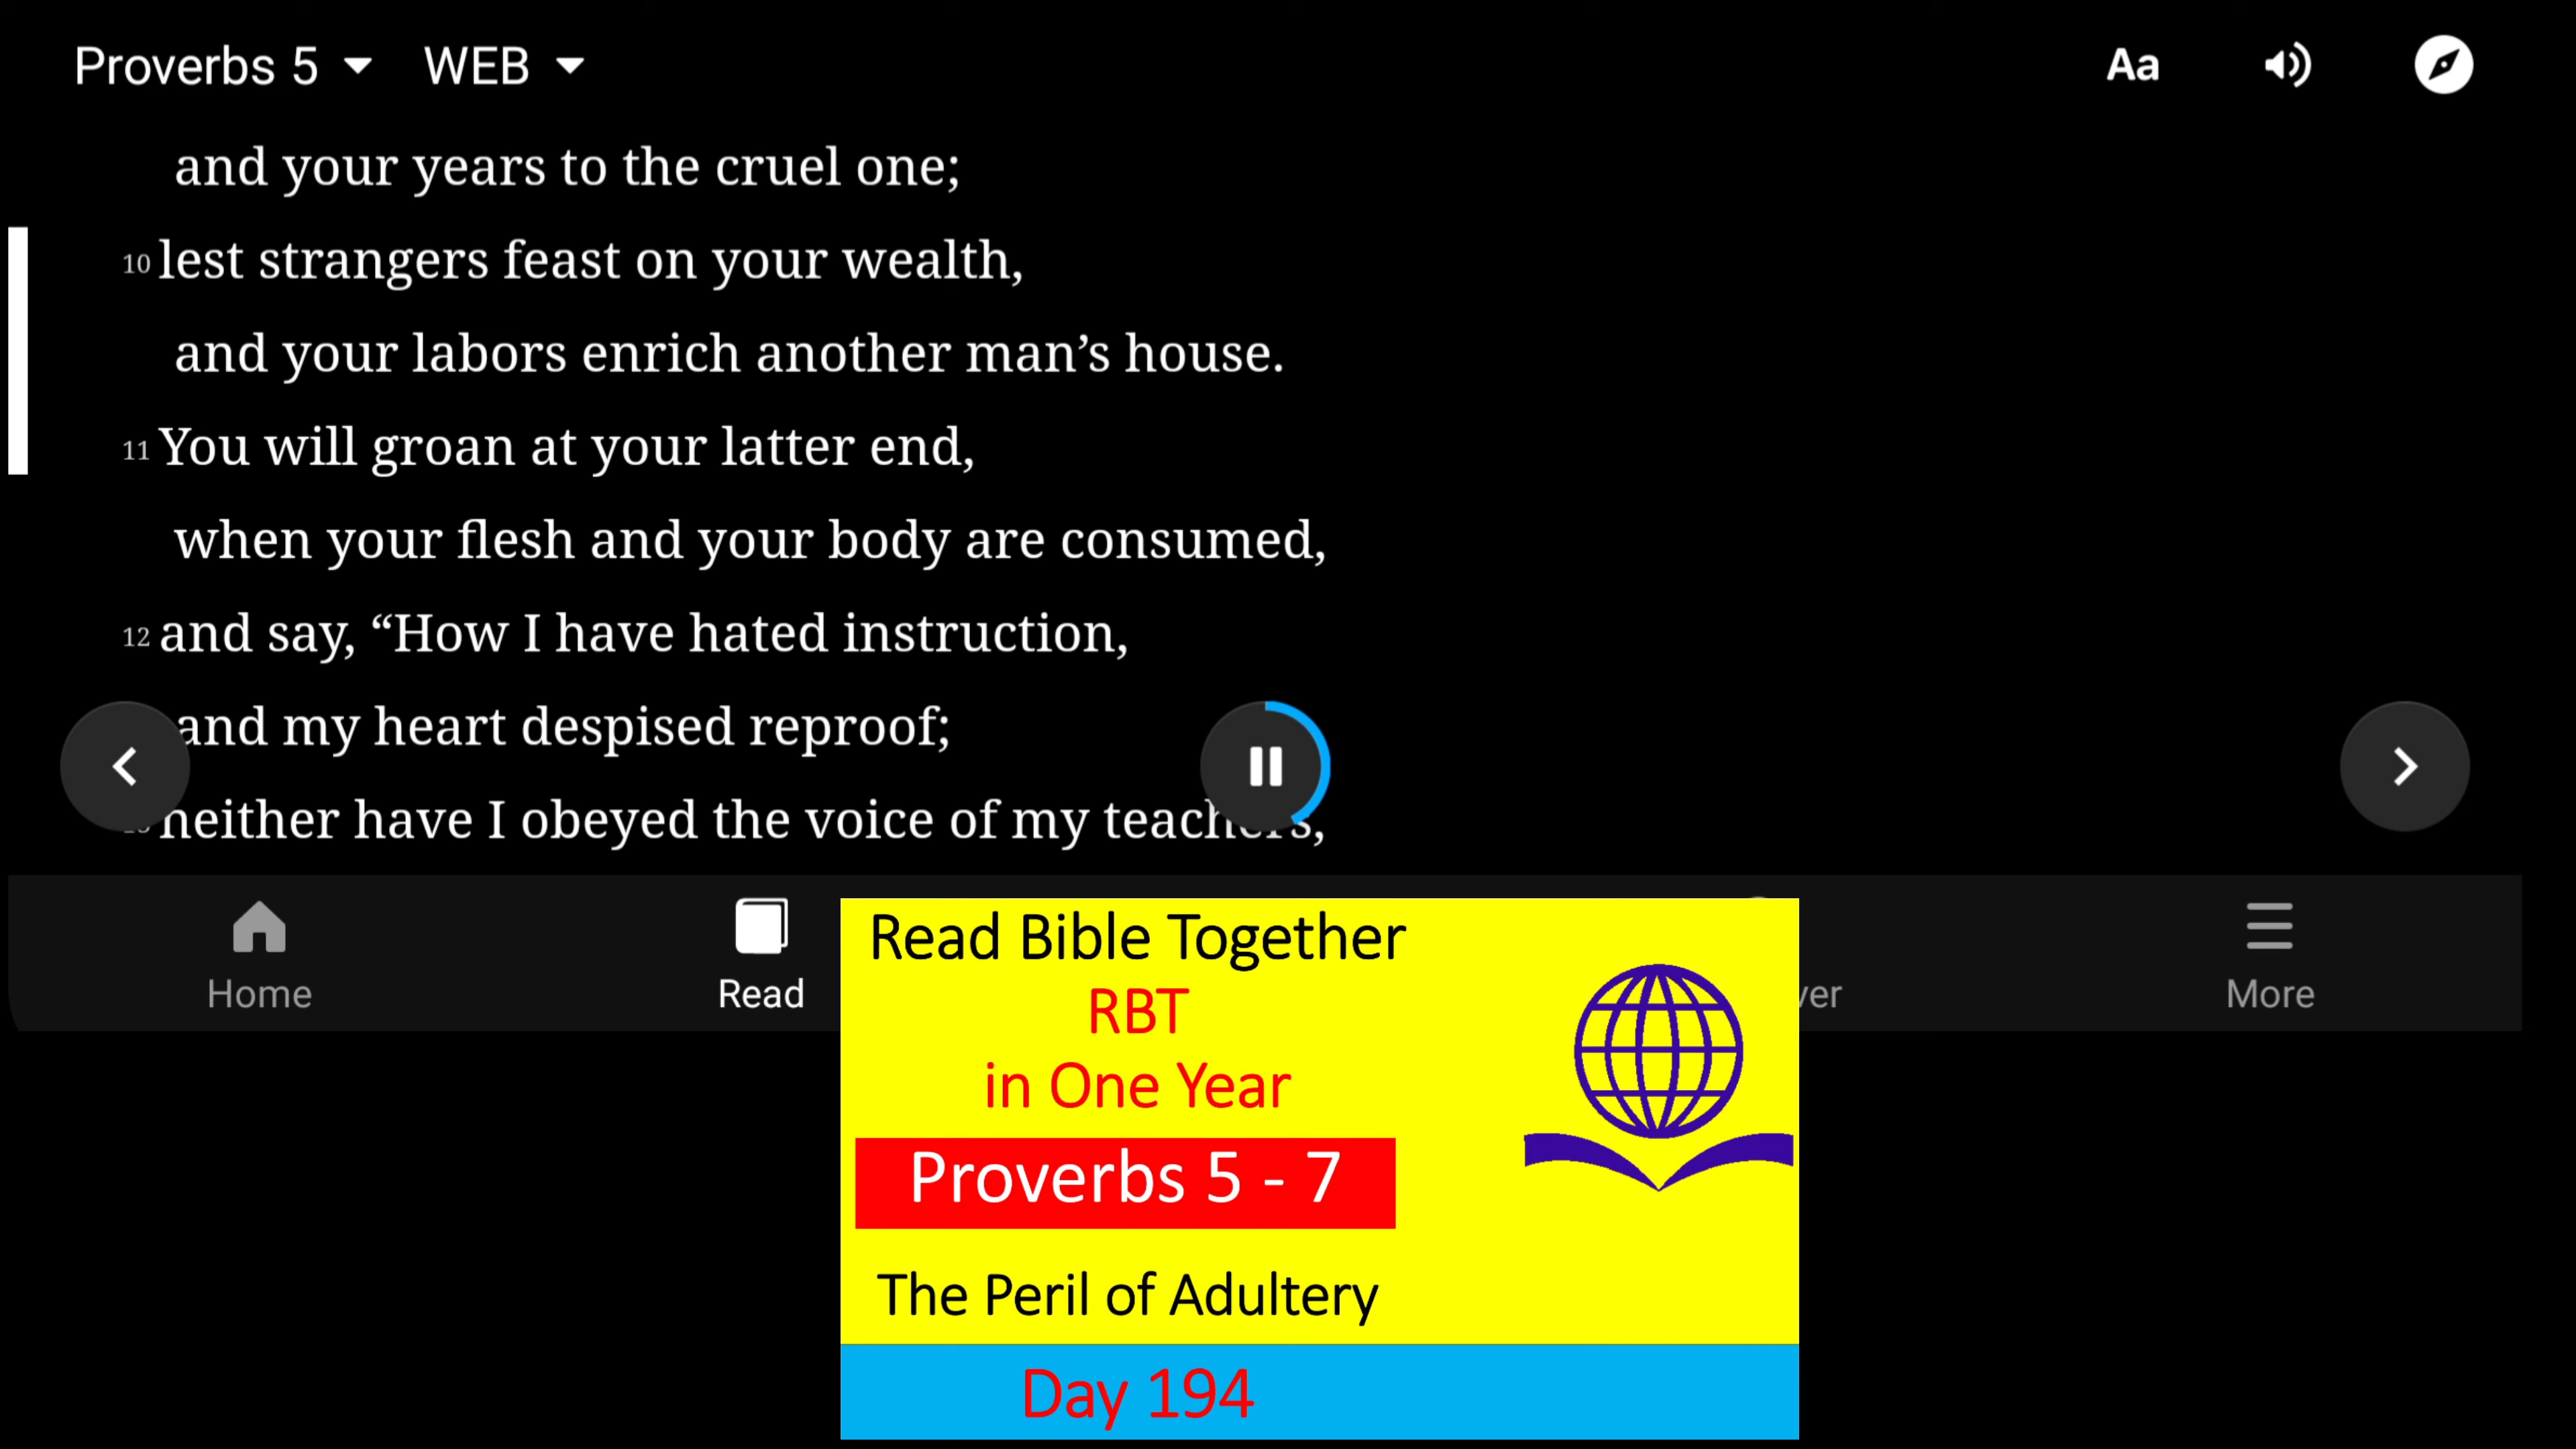 Proverbs 5 WEB Aa
and your years to the cruel one;
10 lest strangers feast on your wealth,
and your labors enrich another man’s house.
11 You will groan at your latter end,
when your flesh and your body are consumed,
12 and say, “How I have hated instruction,
and my heart despised reproof;
neither have I obeyed the voice of my teachers,
Home Read More
Read Bible Together
RBT
in One Year
Proverbs 5 - 7
The Peril of Adultery
Day 194